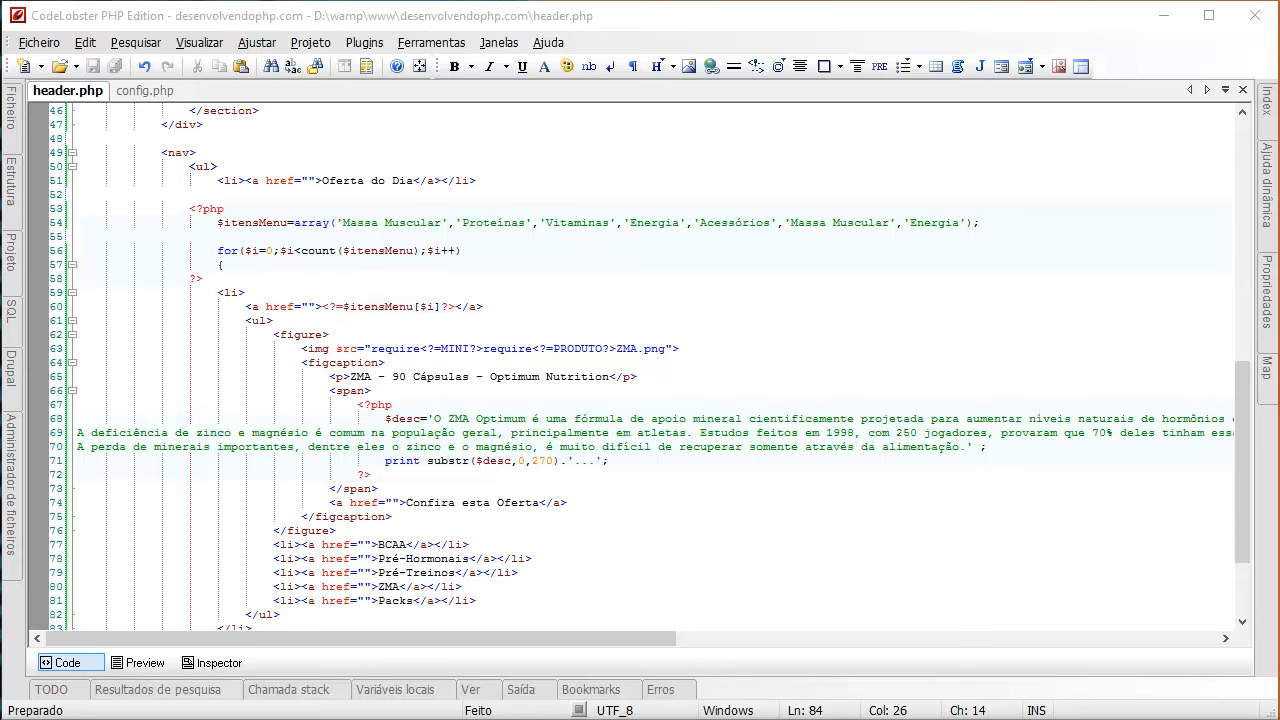 CodeLobster PHP Edition - desenvolvendophp.com - D:\wamp\www\desenvolvendophp.com\header.php
Ficheiro Edit Pesquisar Visualizar Ajustar Projeto Plugins Ferramentas Janelas Ajuda
header.php config.php
46 </section>
47 </div>
48
49 <nav>
50 <ul>
51 <li><a href="">Oferta do Dia</a></li>
52
53 <?php
54 $itensMenu=array('Massa Muscular','Proteínas','Vitaminas','Energia','Acessórios','Massa Muscular','Energia');
55
56 for($i=0;$i<count($itensMenu);$i++)
57 {
58 ?>
59 <li>
60 <a href=""><?=$itensMenu[$i]?></a>
61 <ul>
62 <figure>
63 <img src="require<?=MINI?>require<?=PRODUTO?>ZMA.png">
64 <figcaption>
65 <p>ZMA - 90 Cápsulas - Optimum Nutrition</p>
66 <span>
67 <?php
68 $desc='O ZMA Optimum é uma fórmula de apoio mineral cientificamente projetada para aumentar níveis naturais de hormônios
69 A deficiência de zinco e magnésio é comum na população geral, principalmente em atletas. Estudos feitos em 1998, com 250 jogadores, provaram que 70% deles tinham
70 A perda de minerais importantes, dentre eles o zinco e o magnésio, é muito difícil de recuperar somente através da alimentação.' ;
71 print substr($desc,0,270).'...';
72 ?>
73 </span>
74 <a href="">Confira esta Oferta</a>
75 </figcaption>
76 </figure>
77 <li><a href="">BCAA</a></li>
78 <li><a href="">Pré-Hormonais</a></li>
79 <li><a href="">Pré-Treinos</a></li>
80 <li><a href="">ZMA</a></li>
81 <li><a href="">Packs</a></li>
82 </ul>
83 </li>
Ficheiro
Estrutura
Projeto
SQL
Drupal
Administrador de ficheiros
Index
Ajuda dinâmica
Propriedades
Map
Code Preview Inspector
TODO Resultados de pesquisa Chamada stack Variáveis locais Ver Saída Bookmarks Erros
Preparado Feito UTF_8 Windows Ln: 84 Col: 26 Ch: 14 INS